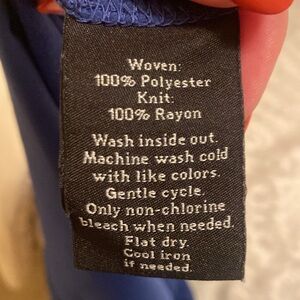 Woven:
100% Polyester
Knit:
100% Rayon
Wash inside out.
Machine wash cold
with like colors.
Gentle cycle.
Only non-chlorine
bleach when needed.
Flat dry.
Cool iron
if needed.